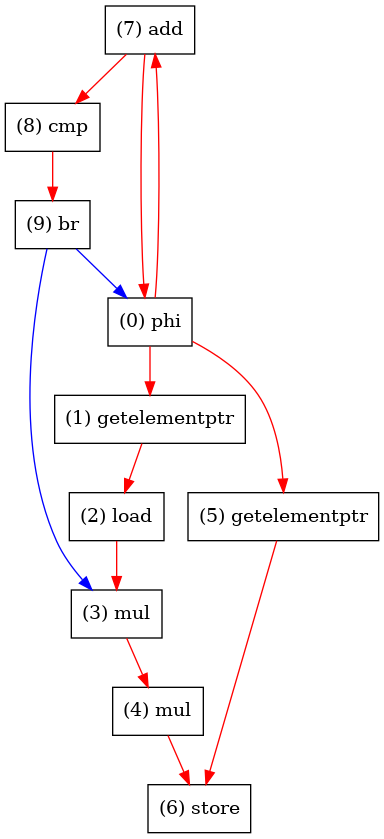 (7) add
(8) cmp
(9) br
(0) phi
(1) getelementptr
(2) load
(5) getelementptr
(3) mul
(4) mul
(6) store